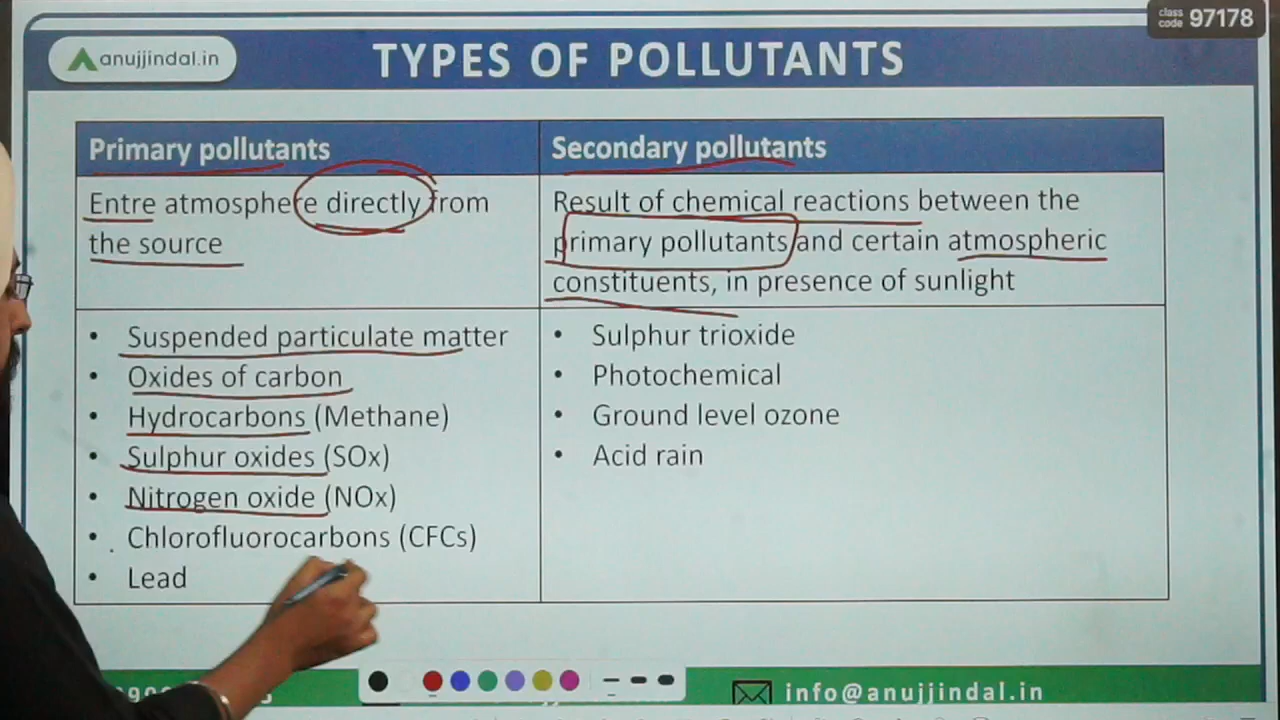 class code 97178
anujjindal.in
TYPES OF POLLUTANTS
Primary pollutants
Entre atmosphere directly from
the source
• Suspended particulate matter
• Oxides of carbon
• Hydrocarbons (Methane)
• Sulphur oxides (SOx)
• Nitrogen oxide (NOx)
• Chlorofluorocarbons (CFCs)
• Lead
Secondary pollutants
Result of chemical reactions between the
primary pollutants and certain atmospheric
constituents, in presence of sunlight
• Sulphur trioxide
• Photochemical
• Ground level ozone
• Acid rain
info@anujjindal.in